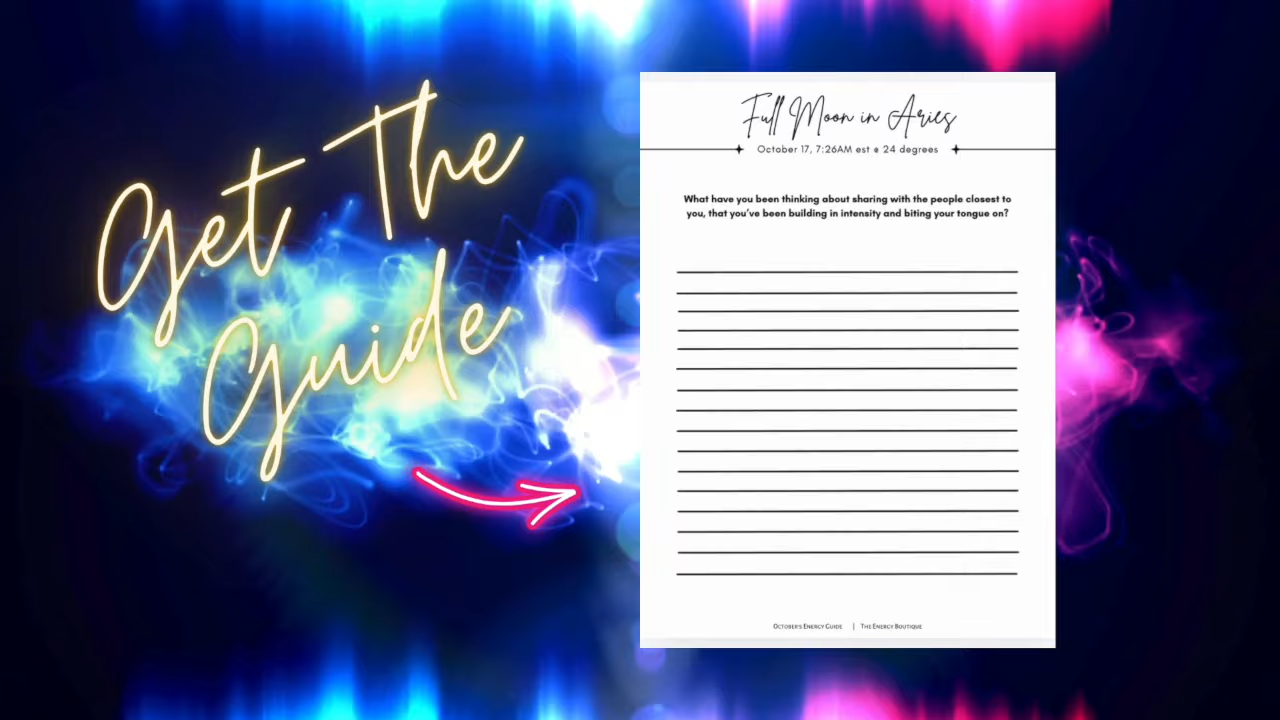 Get The
Guide
Full Moon in Aries
October 17, 7:26AM est @ 24 degrees
What have you been thinking about sharing with the people closest to
you, that you've been building in intensity and biting your tongue on?
October's Energy Guide | The Energy Boutique